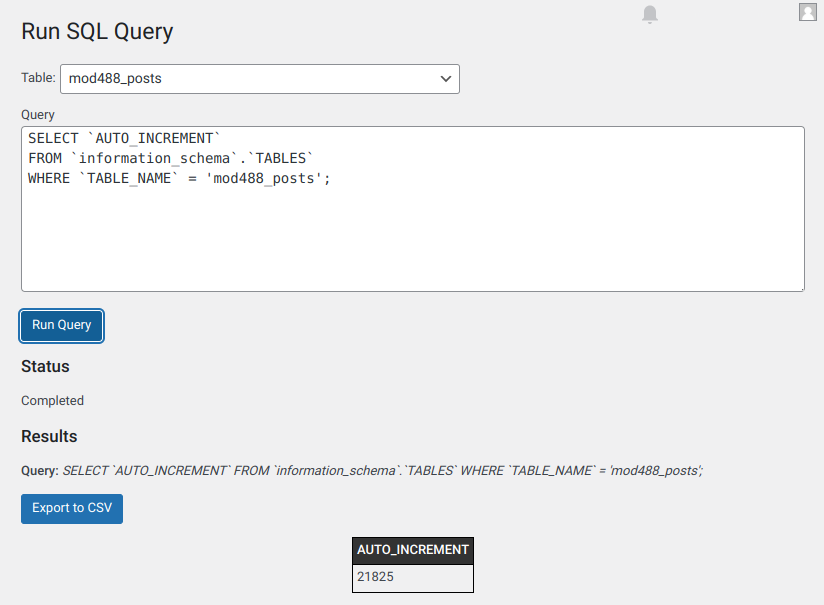 Run SQL Query
Table: mod488_posts
Query
SELECT `AUTO_INCREMENT`
FROM `information_schema`.`TABLES`
WHERE `TABLE_NAME` = 'mod488_posts';
Run Query
Status
Completed
Results
Query: SELECT `AUTO_INCREMENT` FROM `information_schema`.`TABLES` WHERE `TABLE_NAME` = 'mod488_posts';
Export to CSV
AUTO_INCREMENT
21825